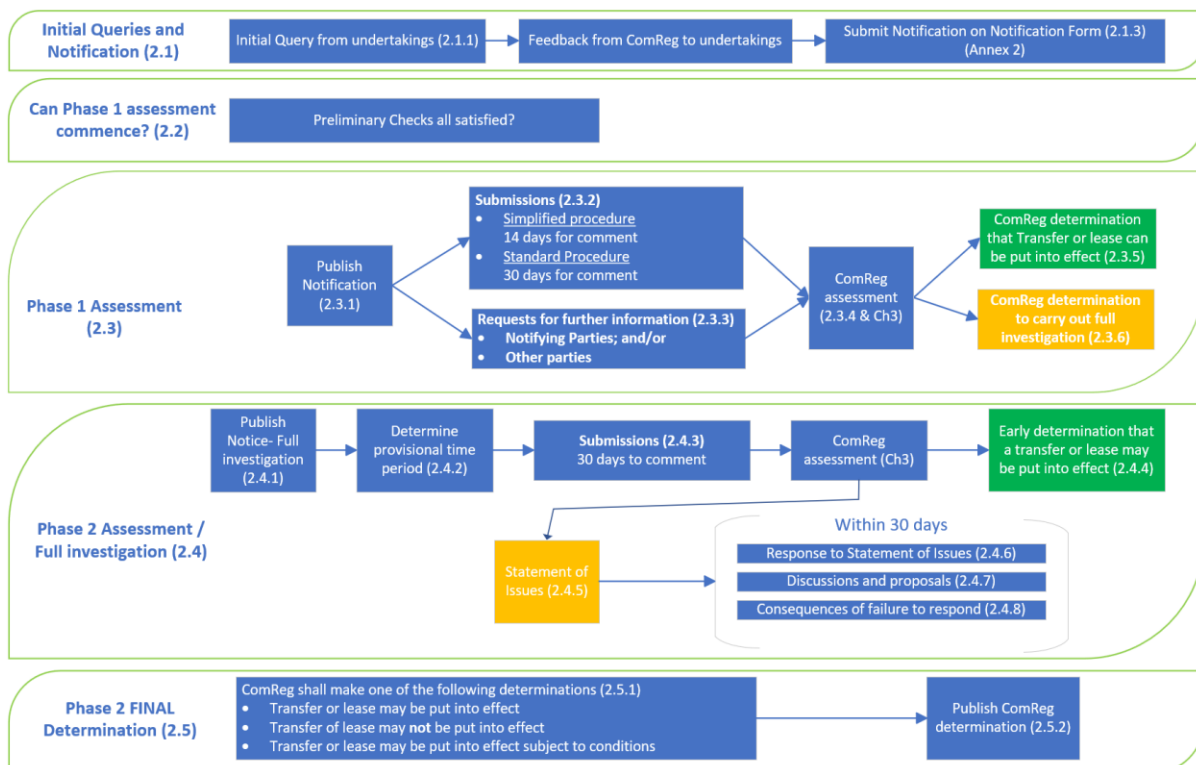 Initial Queries and
Notification (2.1)
Initial Query from undertakings (2.1.1)
Feedback from ComReg to undertakings
Submit Notification on Notification Form (2.1.3)
(Annex 2)
Can Phase 1 assessment
commence? (2.2)
Preliminary Checks all satisfied?
Phase 1 Assessment
(2.3)
Publish
Notification
(2.3.1)
Submissions (2.3.2)
• Simplified procedure
14 days for comment
• Standard Procedure
30 days for comment
Requests for further information (2.3.3)
• Notifying Parties; and/or
• Other parties
ComReg
assessment
(2.3.4 & Ch3)
ComReg determination
that Transfer or lease can
be put into effect (2.3.5)
ComReg determination
to carry out full
investigation (2.3.6)
Phase 2 Assessment /
Full investigation (2.4)
Publish
Notice- Full
investigation
(2.4.1)
Determine
provisional time
period (2.4.2)
Submissions (2.4.3)
30 days to comment
ComReg
assessment (Ch3)
Early determination that
a transfer or lease may
be put into effect (2.4.4)
Statement of
Issues (2.4.5)
Within 30 days
Response to Statement of Issues (2.4.6)
Discussions and proposals (2.4.7)
Consequences of failure to respond (2.4.8)
Phase 2 FINAL
Determination (2.5)
ComReg shall make one of the following determinations (2.5.1)
• Transfer or lease may be put into effect
• Transfer of lease may not be put into effect
• Transfer or lease may be put into effect subject to conditions
Publish ComReg
determination (2.5.2)